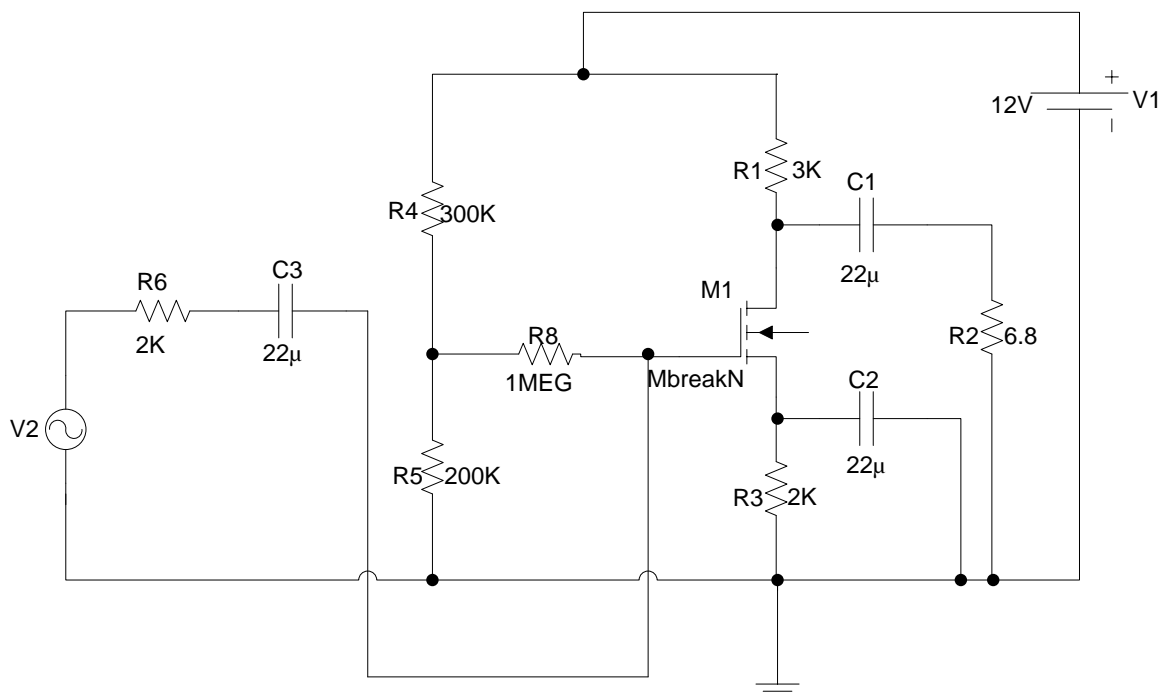 12V
+
V1
-
R1
3K
C1
22µ
R4
300K
M1
R6
2K
C3
22µ
R8
1MEG
MbreakN
R2
6.8
C2
22µ
V2
R5
200K
R3
2K